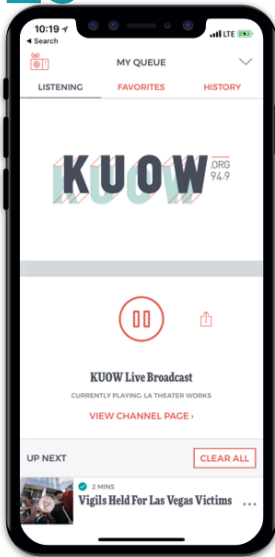 10:19 LTE
Search
MY QUEUE
LISTENING FAVORITES HISTORY
KUOW .ORG
94.9
KUOW Live Broadcast
CURRENTLY PLAYING: LA THEATER WORKS
VIEW CHANNEL PAGE ›
UP NEXT CLEAR ALL
2 MINS
Vigils Held For Las Vegas Victims ...